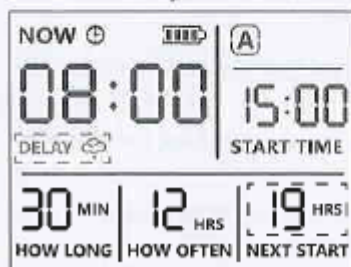 NOW A
08:00 15:00
DELAY START TIME
30 MIN 12 HRS 19 HRS
HOW LONG HOW OFTEN NEXT START